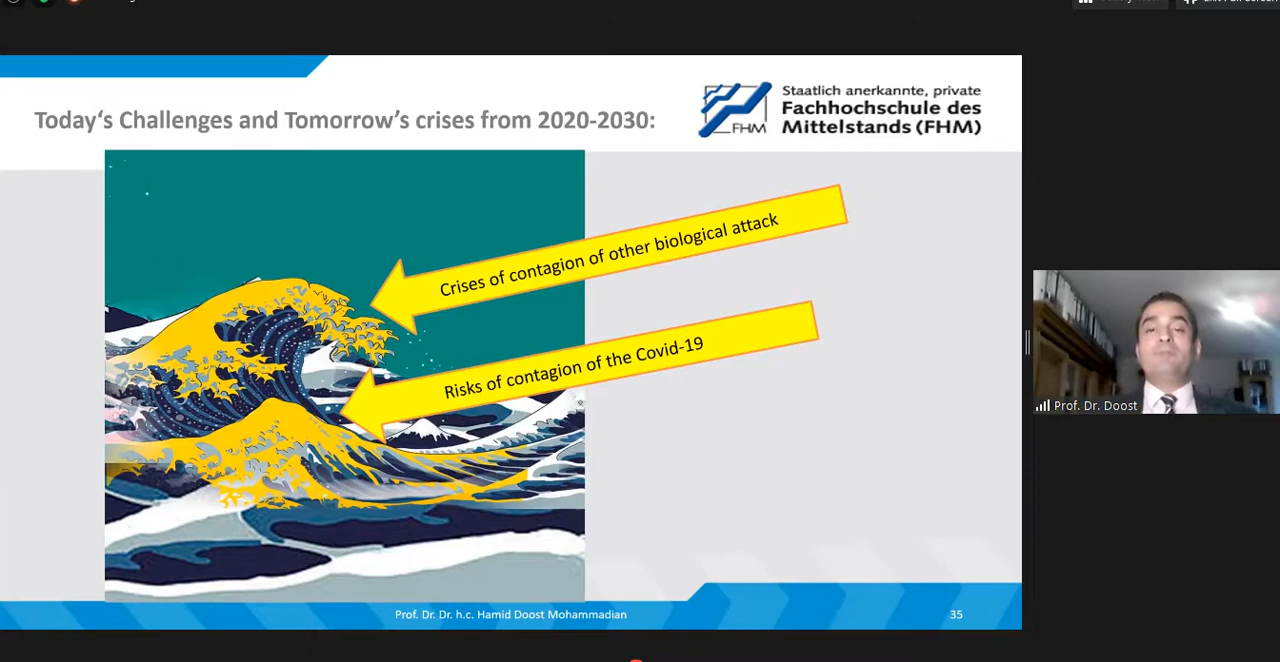 Today‘s Challenges and Tomorrow’s crises from 2020-2030:
Staatlich anerkannte, private
Fachhochschule des
Mittelstands (FHM)
FHM
Crises of contagion of other biological attack
Risks of contagion of the Covid-19
Prof. Dr. Doost
Prof. Dr. Dr. h.c. Hamid Doost Mohammadian
35